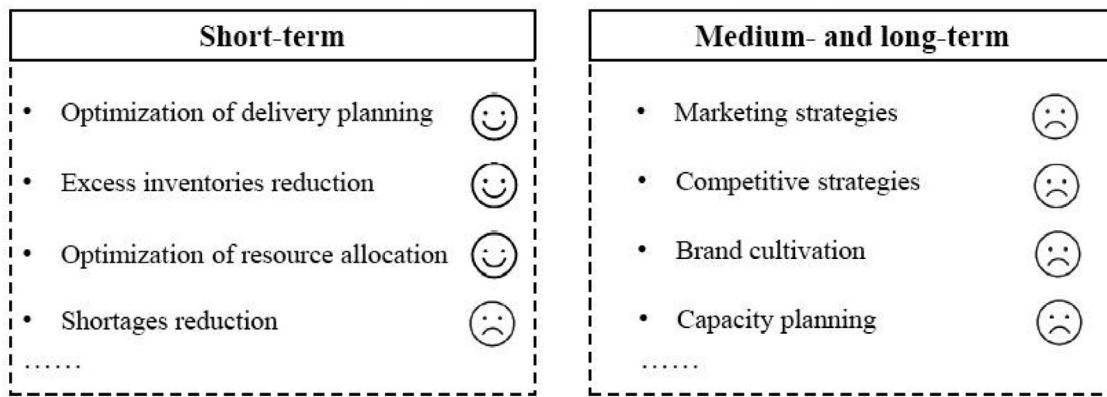 Short-term
• Optimization of delivery planning
• Excess inventories reduction
• Optimization of resource allocation
• Shortages reduction
……
Medium- and long-term
• Marketing strategies
• Competitive strategies
• Brand cultivation
• Capacity planning
……